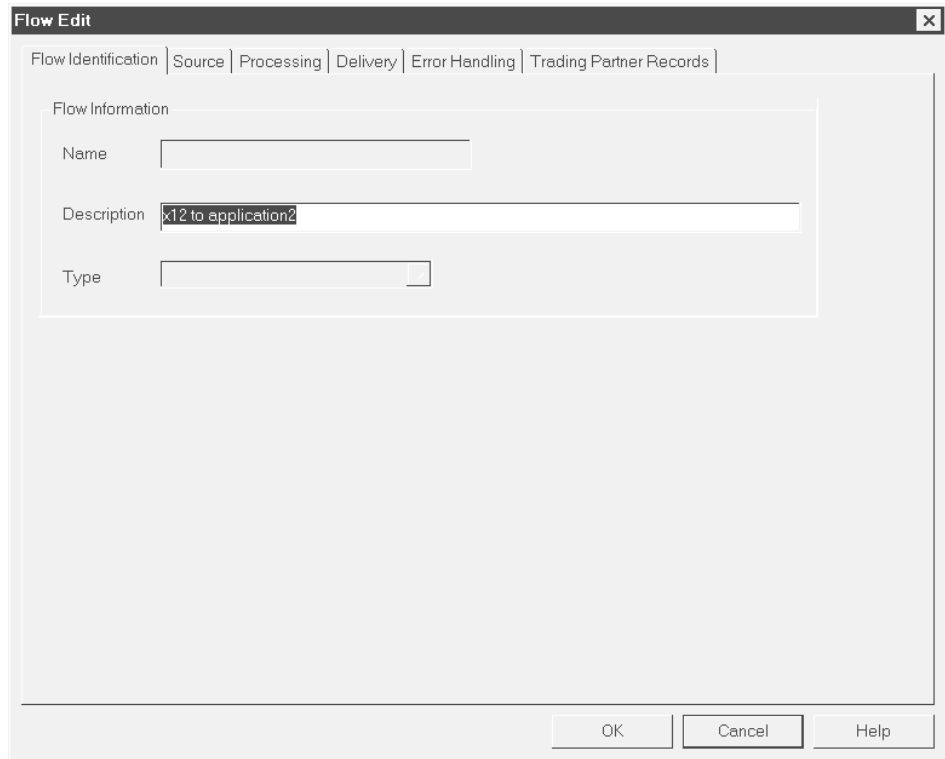 Flow Edit
Flow Identification Source Processing Delivery Error Handling Trading Partner Records
Flow Information
Name
Description x12 to application2
Type
OK Cancel Help